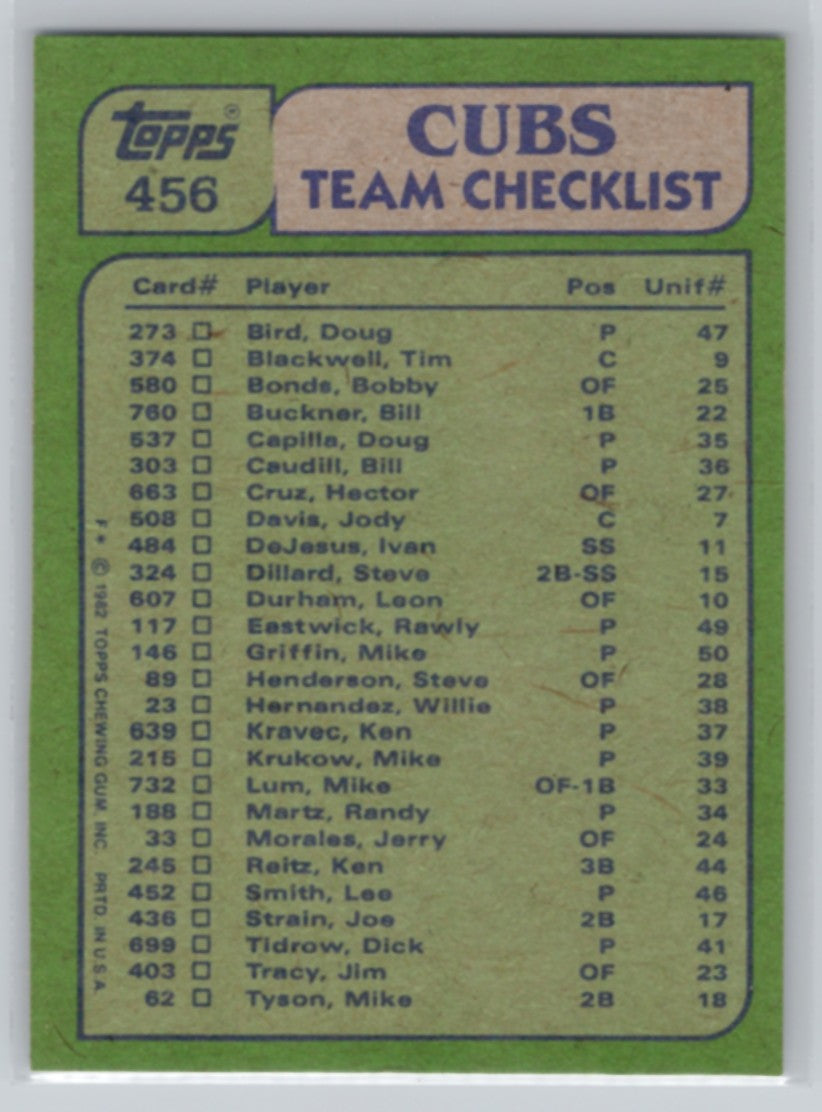 Topps®
456
CUBS
TEAM CHECKLIST
Card# Player Pos Unif#
273 □ Bird, Doug P 47
374 □ Blackwell, Tim C 9
580 □ Bonds, Bobby OF 25
760 □ Buckner, Bill 1B 22
537 □ Capilla, Doug P 35
303 □ Caudill, Bill P 36
663 □ Cruz, Hector OF 27
508 □ Davis, Jody C 7
484 □ DeJesus, Ivan SS 11
324 □ Dillard, Steve 2B-SS 15
607 □ Durham, Leon OF 10
117 □ Eastwick, Rawly P 49
146 □ Griffin, Mike P 50
89 □ Henderson, Steve OF 28
23 □ Hernandez, Willie P 38
639 □ Kravec, Ken P 37
215 □ Krukow, Mike P 39
732 □ Lum, Mike OF-1B 33
188 □ Martz, Randy P 34
33 □ Morales, Jerry OF 24
245 □ Reitz, Ken 3B 44
452 □ Smith, Lee P 46
436 □ Strain, Joe 2B 17
699 □ Tidrow, Dick P 41
403 □ Tracy, Jim OF 23
62 □ Tyson, Mike 2B 18
F * © 1982 TOPPS CHEWING GUM, INC. PRTD. IN U.S.A.